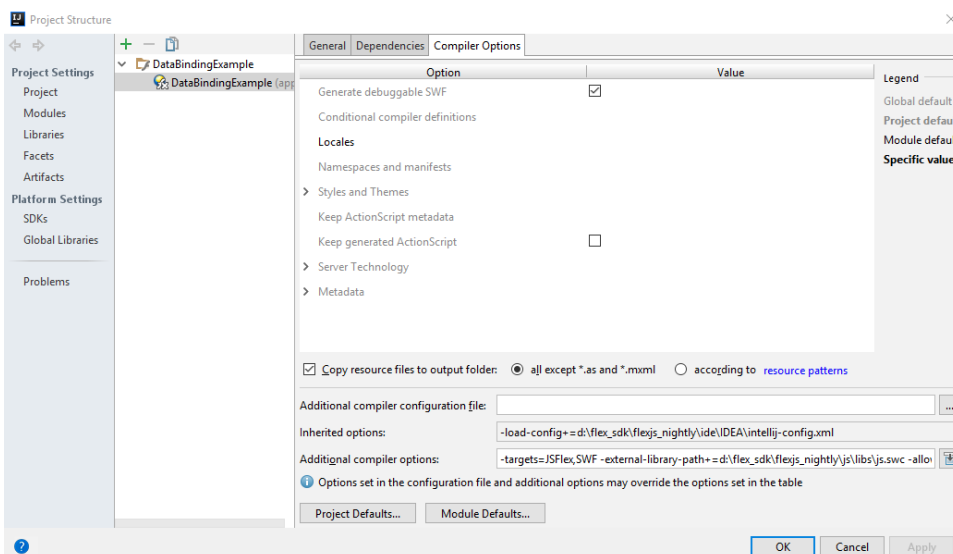 Project Structure
Project Settings
Project
Modules
Libraries
Facets
Artifacts
Platform Settings
SDKs
Global Libraries
Problems
DataBindingExample
DataBindingExample (app
General Dependencies Compiler Options
Option Value
Generate debuggable SWF
Conditional compiler definitions
Locales
Namespaces and manifests
Styles and Themes
Keep ActionScript metadata
Keep generated ActionScript
Server Technology
Metadata
Legend
Global default
Project defau
Module defau
Specific value
Copy resource files to output folder: all except *.as and *.mxml according to resource patterns
Additional compiler configuration file: ...
Inherited options: -load-config+=d:\flex_sdk\flexjs_nightly\ide\IDEA\intellij-config.xml
Additional compiler options: -targets=JSFlex,SWF -external-library-path+=d:\flex_sdk\flexjs_nightly\js\libs\js.swc -allow
Options set in the configuration file and additional options may override the options set in the table
Project Defaults... Module Defaults...
? OK Cancel Apply